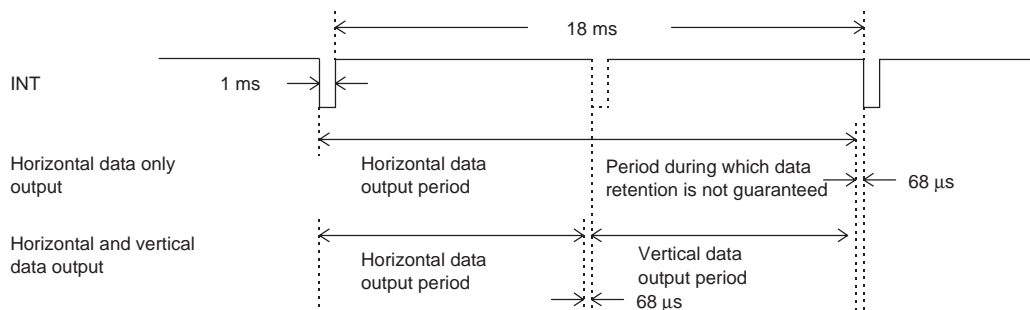 18 ms
INT
1 ms
Horizontal data only
output
Horizontal data
output period
Period during which data
retention is not guaranteed
68 μs
Horizontal and vertical
data output
Horizontal data
output period
Vertical data
output period
68 μs